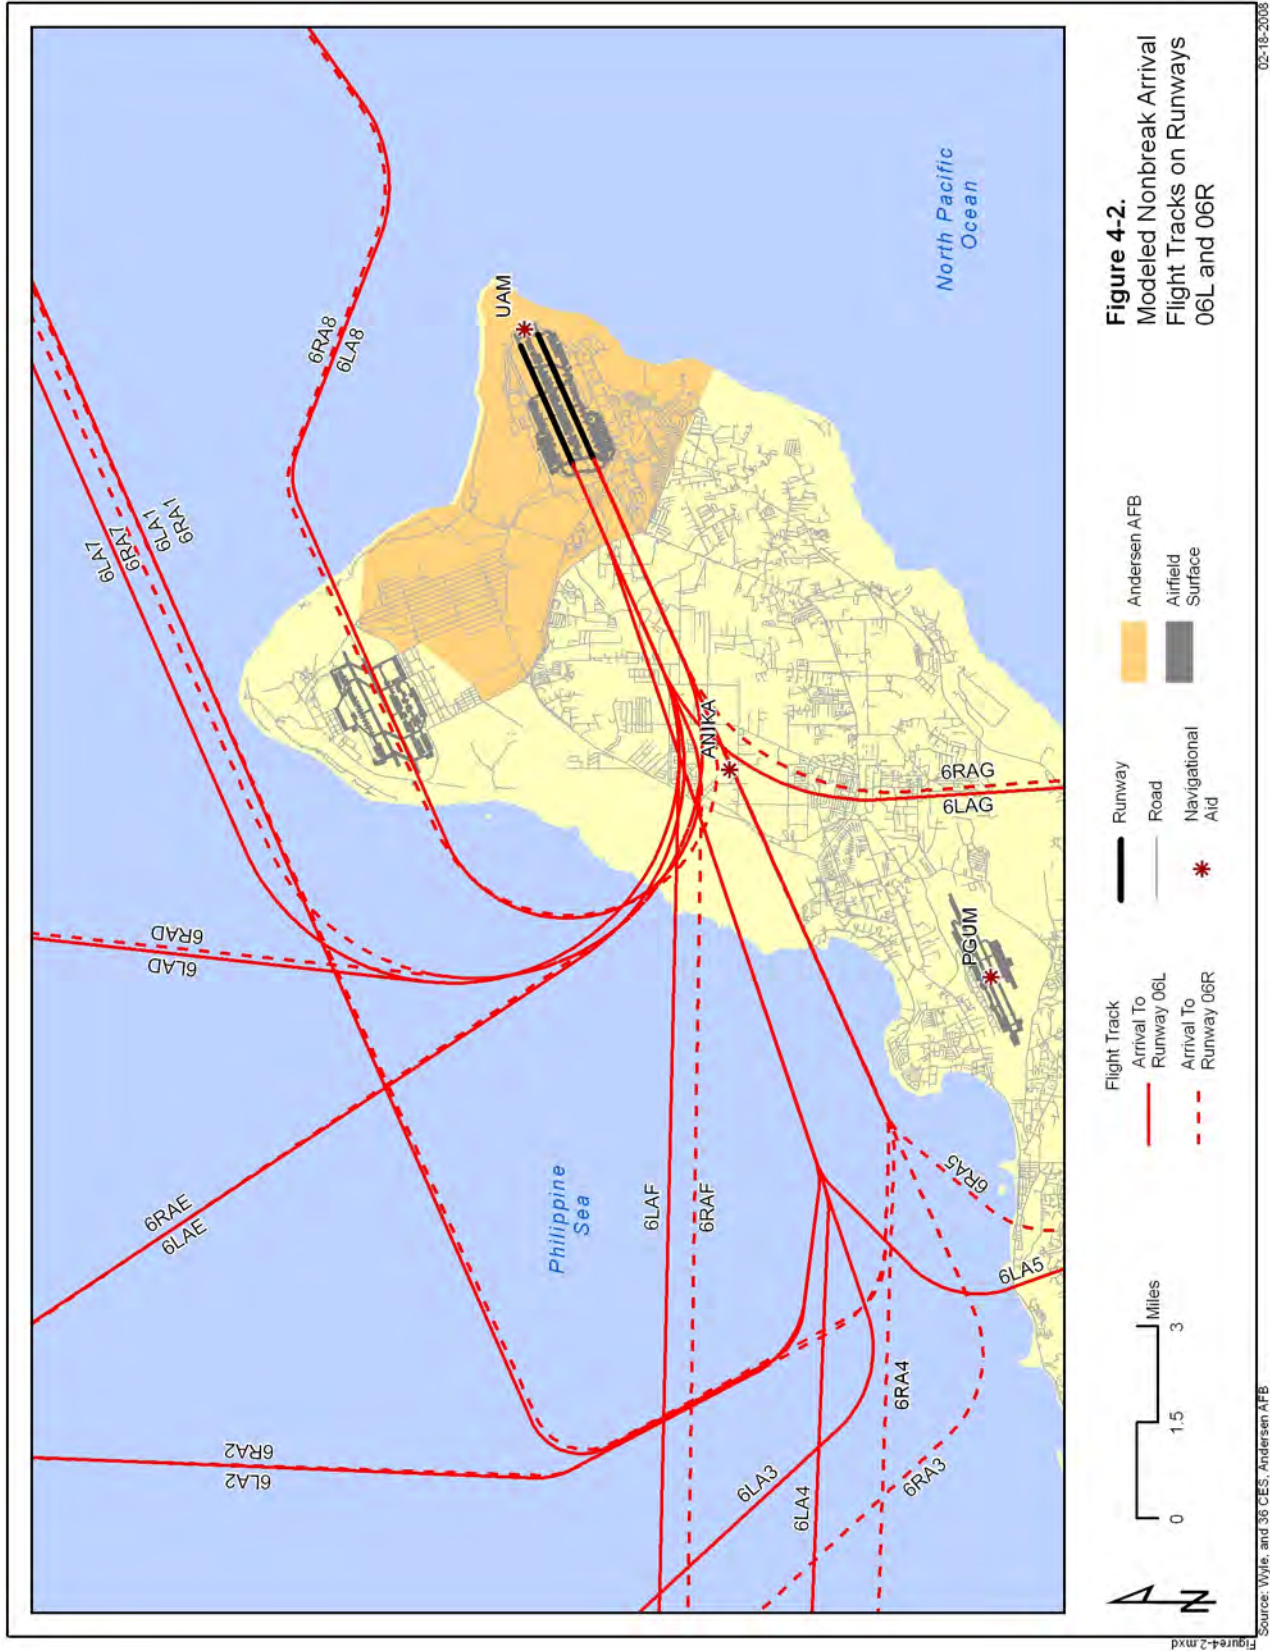 6LA7
6RA7
6LA1
6RA1
6RA8
6LA8
UAM
North Pacific
Ocean
6RAD
6LAD
ANIKA
6RAG
6LAG
PGUM
6RAE
6LAE
Philippine
Sea
6LAF
6RAF
6RA5
6LA5
6RA2
6LA2
6LA3
6LA4
6RA4
6RA3
Figure 4-2.
Modeled Nonbreak Arrival
Flight Tracks on Runways
06L and 06R
0
1.5
3
Miles
Flight Track
Arrival To
Runway 06L
Arrival To
Runway 06R
Runway
Road
Navigational
Aid
Andersen AFB
Airfield
Surface
N
Figure4-2.mxd
Source: Wyle, and 36 CES, Andersen AFB
02-18-2008